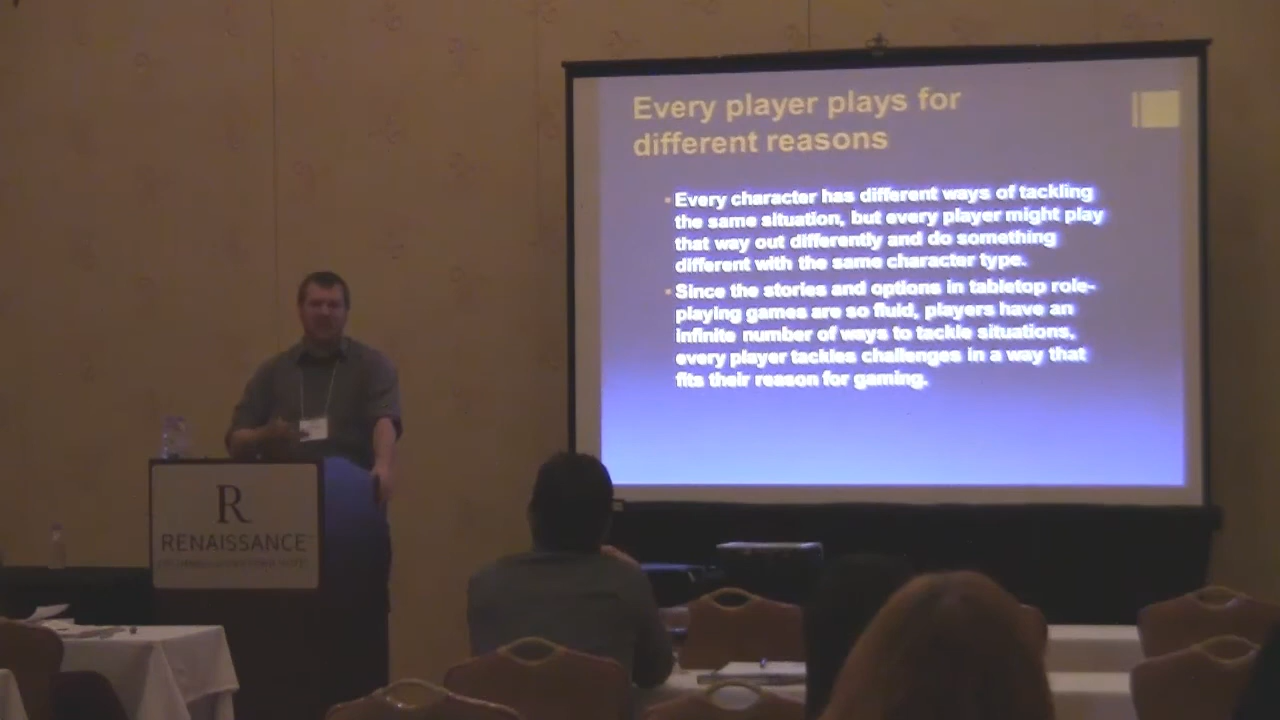 Every player plays for
different reasons
Every character has different ways of tackling
the same situation, but every player might play
that way out differently and do something
different with the same character type.
Since the stories and options in tabletop role-
playing games are so fluid, players have an
infinite number of ways to tackle situations,
every player tackles challenges in a way that
fits their reason for gaming.
R
RENAISSANCE